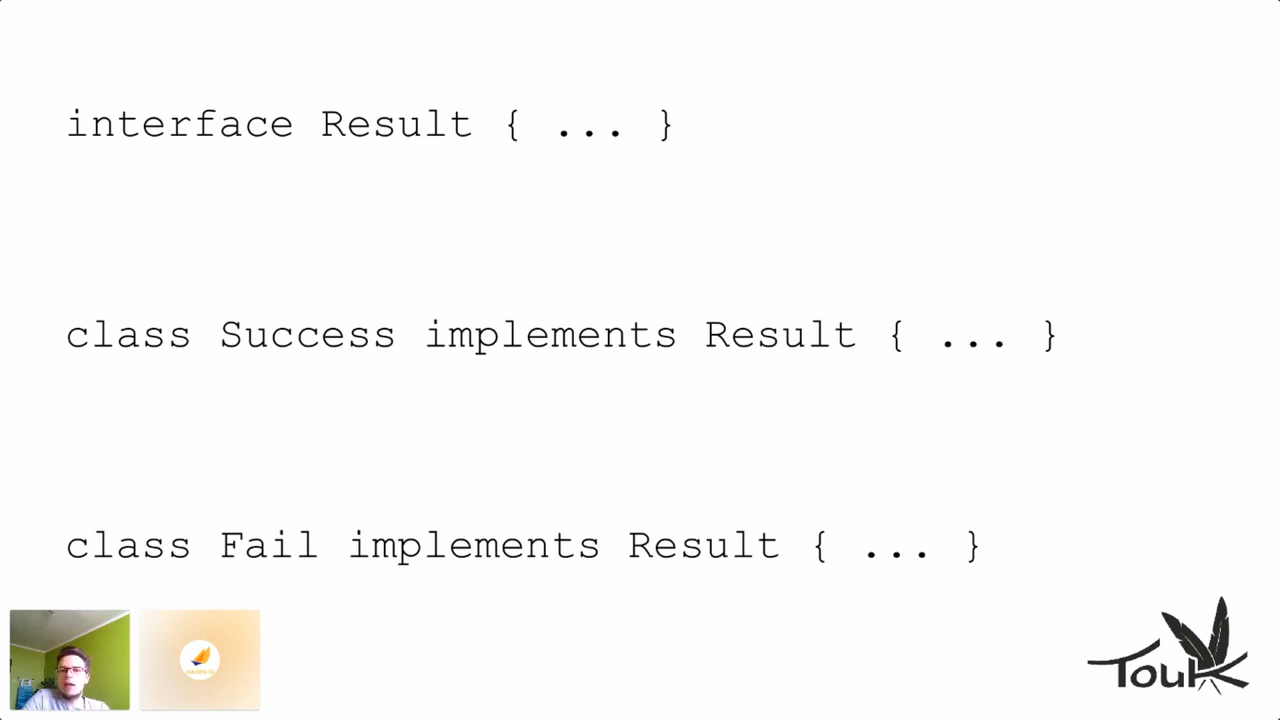 interface Result { ... }
class Success implements Result { ... }
class Fail implements Result { ... }
TouK